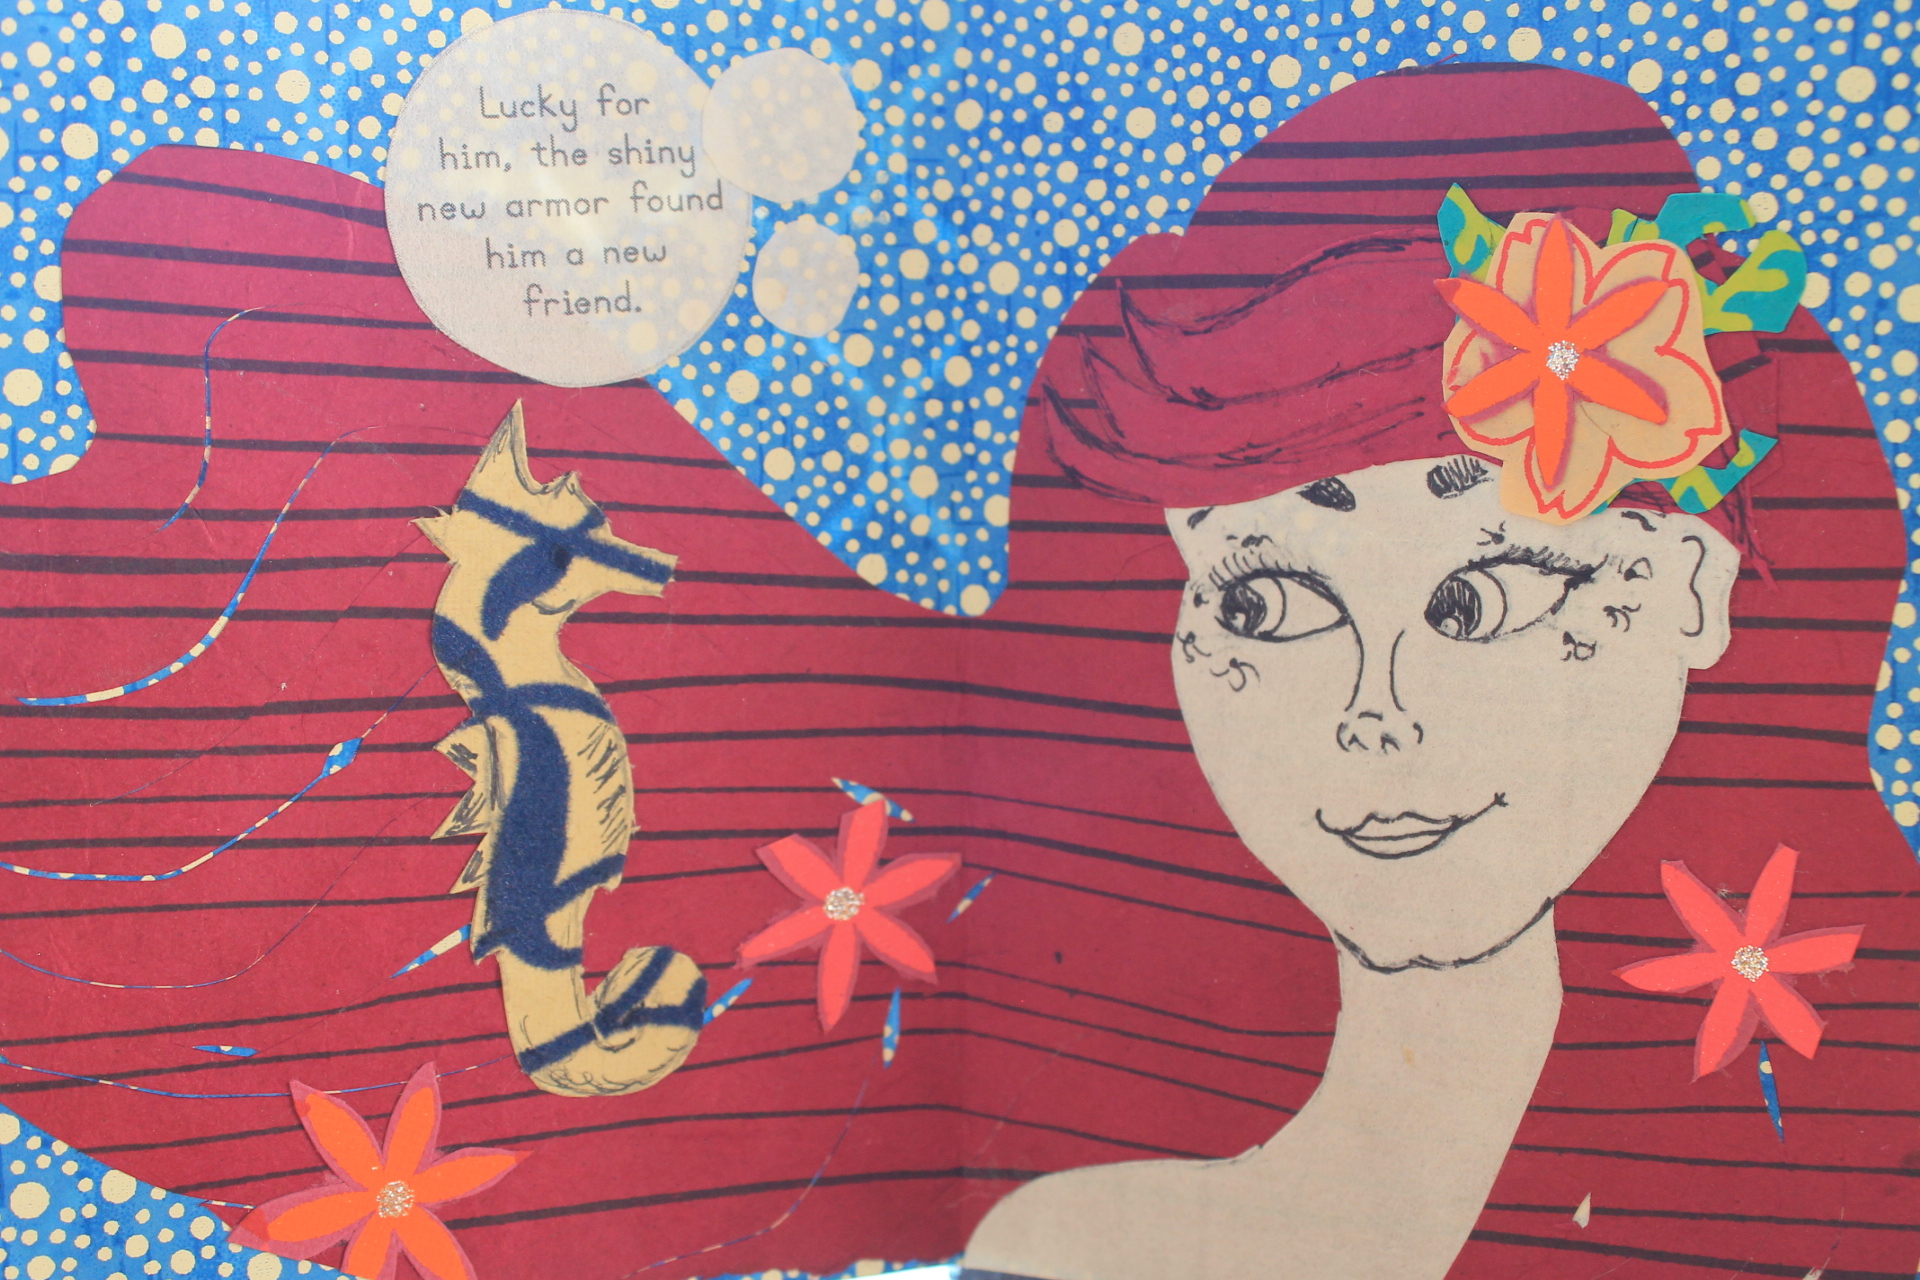 Lucky for
him, the shiny
new armor found
him a new
friend.